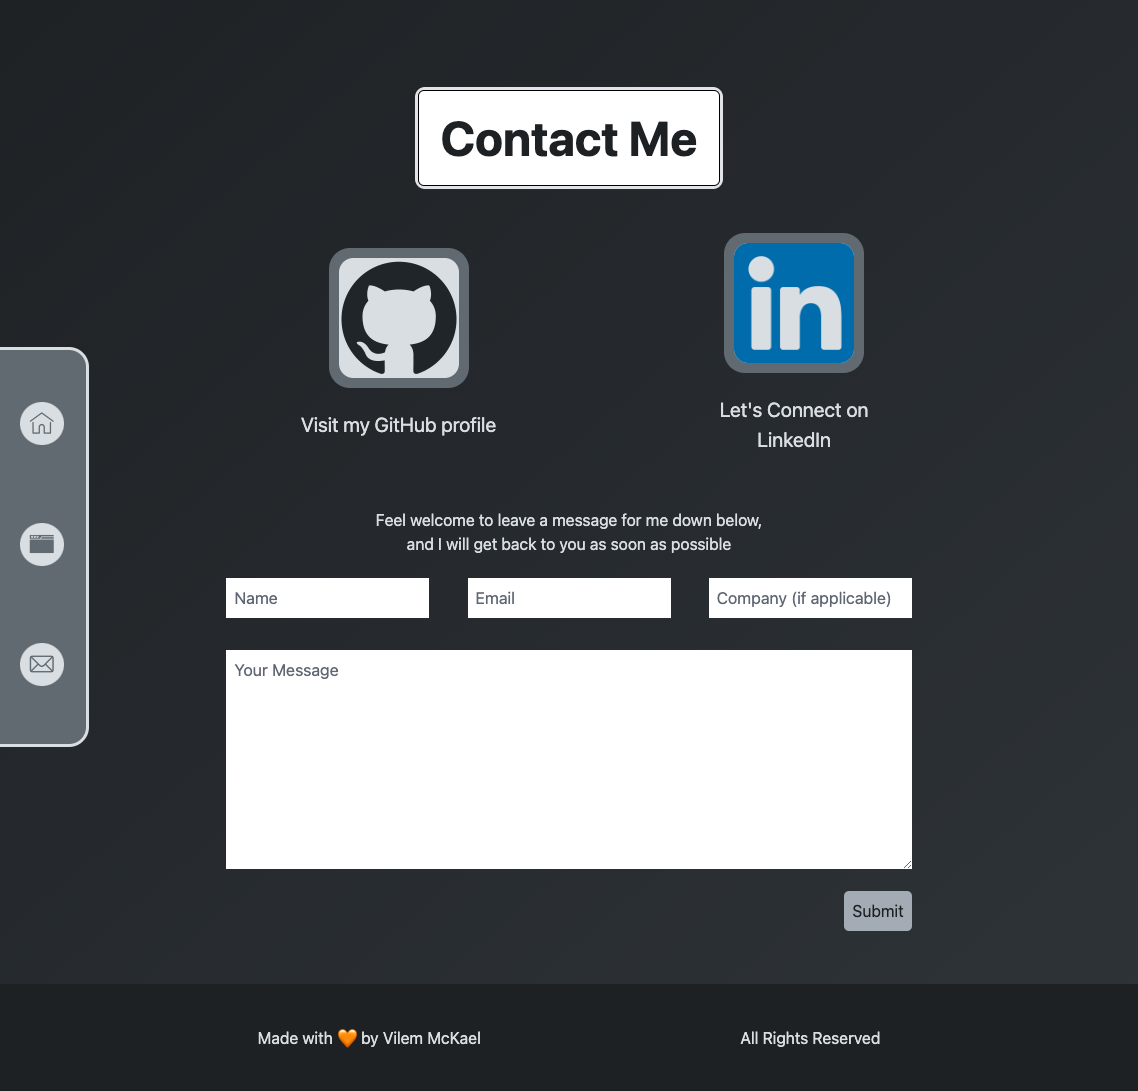 Contact Me
in
Visit my GitHub profile
Let's Connect on
LinkedIn
Feel welcome to leave a message for me down below,
and I will get back to you as soon as possible
Name
Email
Company (if applicable)
Your Message
Submit
Made with 🧡 by Vilem McKael
All Rights Reserved